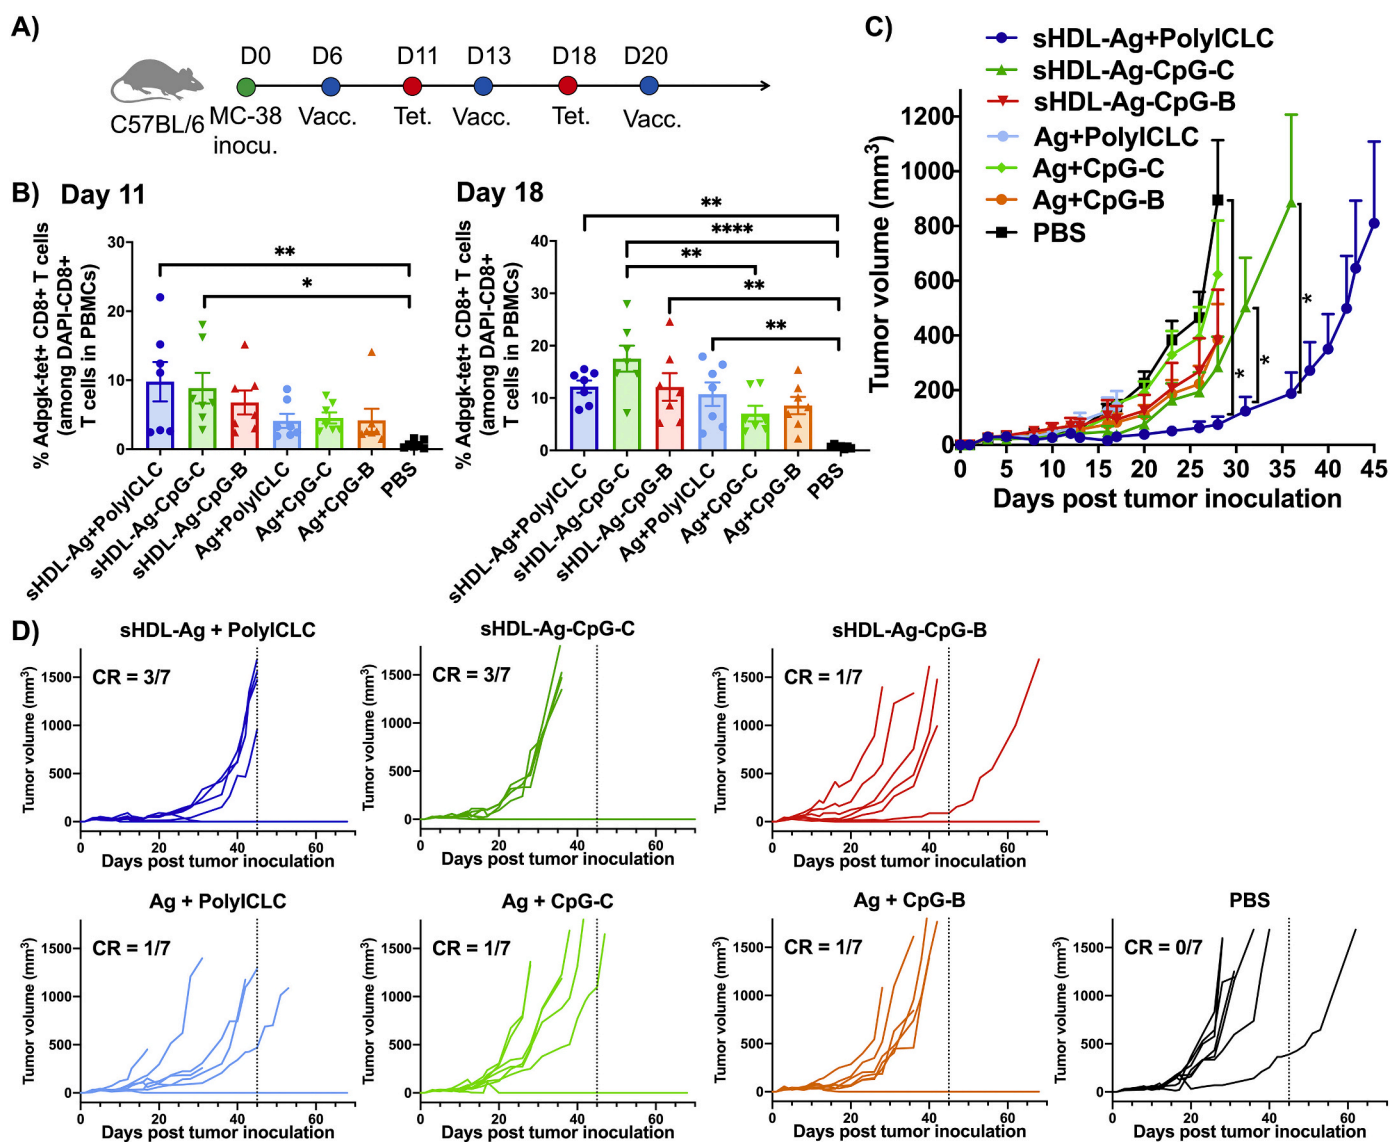 A)
D0 D6 D11 D13 D18 D20
C57BL/6 MC-38 Vacc. Tet. Vacc. Tet. Vacc.
inocu.
B) Day 11
% Adpgk-tet+ CD8+ T cells
(among DAPI-CD8+
T cells in PBMCs)
30
20
10
0
** 
*
sHDL-Ag+PolyICLC
sHDL-Ag-CpG-C
sHDL-Ag-CpG-B
Ag+PolyICLC
Ag+CpG-C
Ag+CpG-B
PBS
Day 18
% Adpgk-tet+ CD8+ T cells
(among DAPI-CD8+
T cells in PBMCs)
40
30
20
10
0
**
****
**
**
**
sHDL-Ag+PolyICLC
sHDL-Ag-CpG-C
sHDL-Ag-CpG-B
Ag+PolyICLC
Ag+CpG-C
Ag+CpG-B
PBS
C)
sHDL-Ag+PolyICLC
sHDL-Ag-CpG-C
sHDL-Ag-CpG-B
Ag+PolyICLC
Ag+CpG-C
Ag+CpG-B
PBS
Tumor volume (mm³)
1200
1000
800
600
400
200
0
*
*
*
0 5 10 15 20 25 30 35 40 45
Days post tumor inoculation
D)
sHDL-Ag + PolyICLC
CR = 3/7
Tumor volume (mm³)
1500
1000
500
0
0 20 40 60
Days post tumor inoculation
sHDL-Ag-CpG-C
CR = 3/7
Tumor volume (mm³)
1500
1000
500
0
0 20 40 60
Days post tumor inoculation
sHDL-Ag-CpG-B
CR = 1/7
Tumor volume (mm³)
1500
1000
500
0
0 20 40 60
Days post tumor inoculation
Ag + PolyICLC
CR = 1/7
Tumor volume (mm³)
1500
1000
500
0
0 20 40 60
Days post tumor inoculation
Ag + CpG-C
CR = 1/7
Tumor volume (mm³)
1500
1000
500
0
0 20 40 60
Days post tumor inoculation
Ag + CpG-B
CR = 1/7
Tumor volume (mm³)
1500
1000
500
0
0 20 40 60
Days post tumor inoculation
PBS
CR = 0/7
Tumor volume (mm³)
1500
1000
500
0
0 20 40 60
Days post tumor inoculation